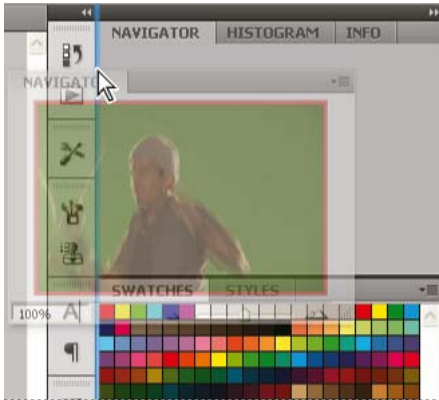 NAVIGATOR HISTOGRAM INFO
NAVIGATOR
SWATCHES STYLES
100%